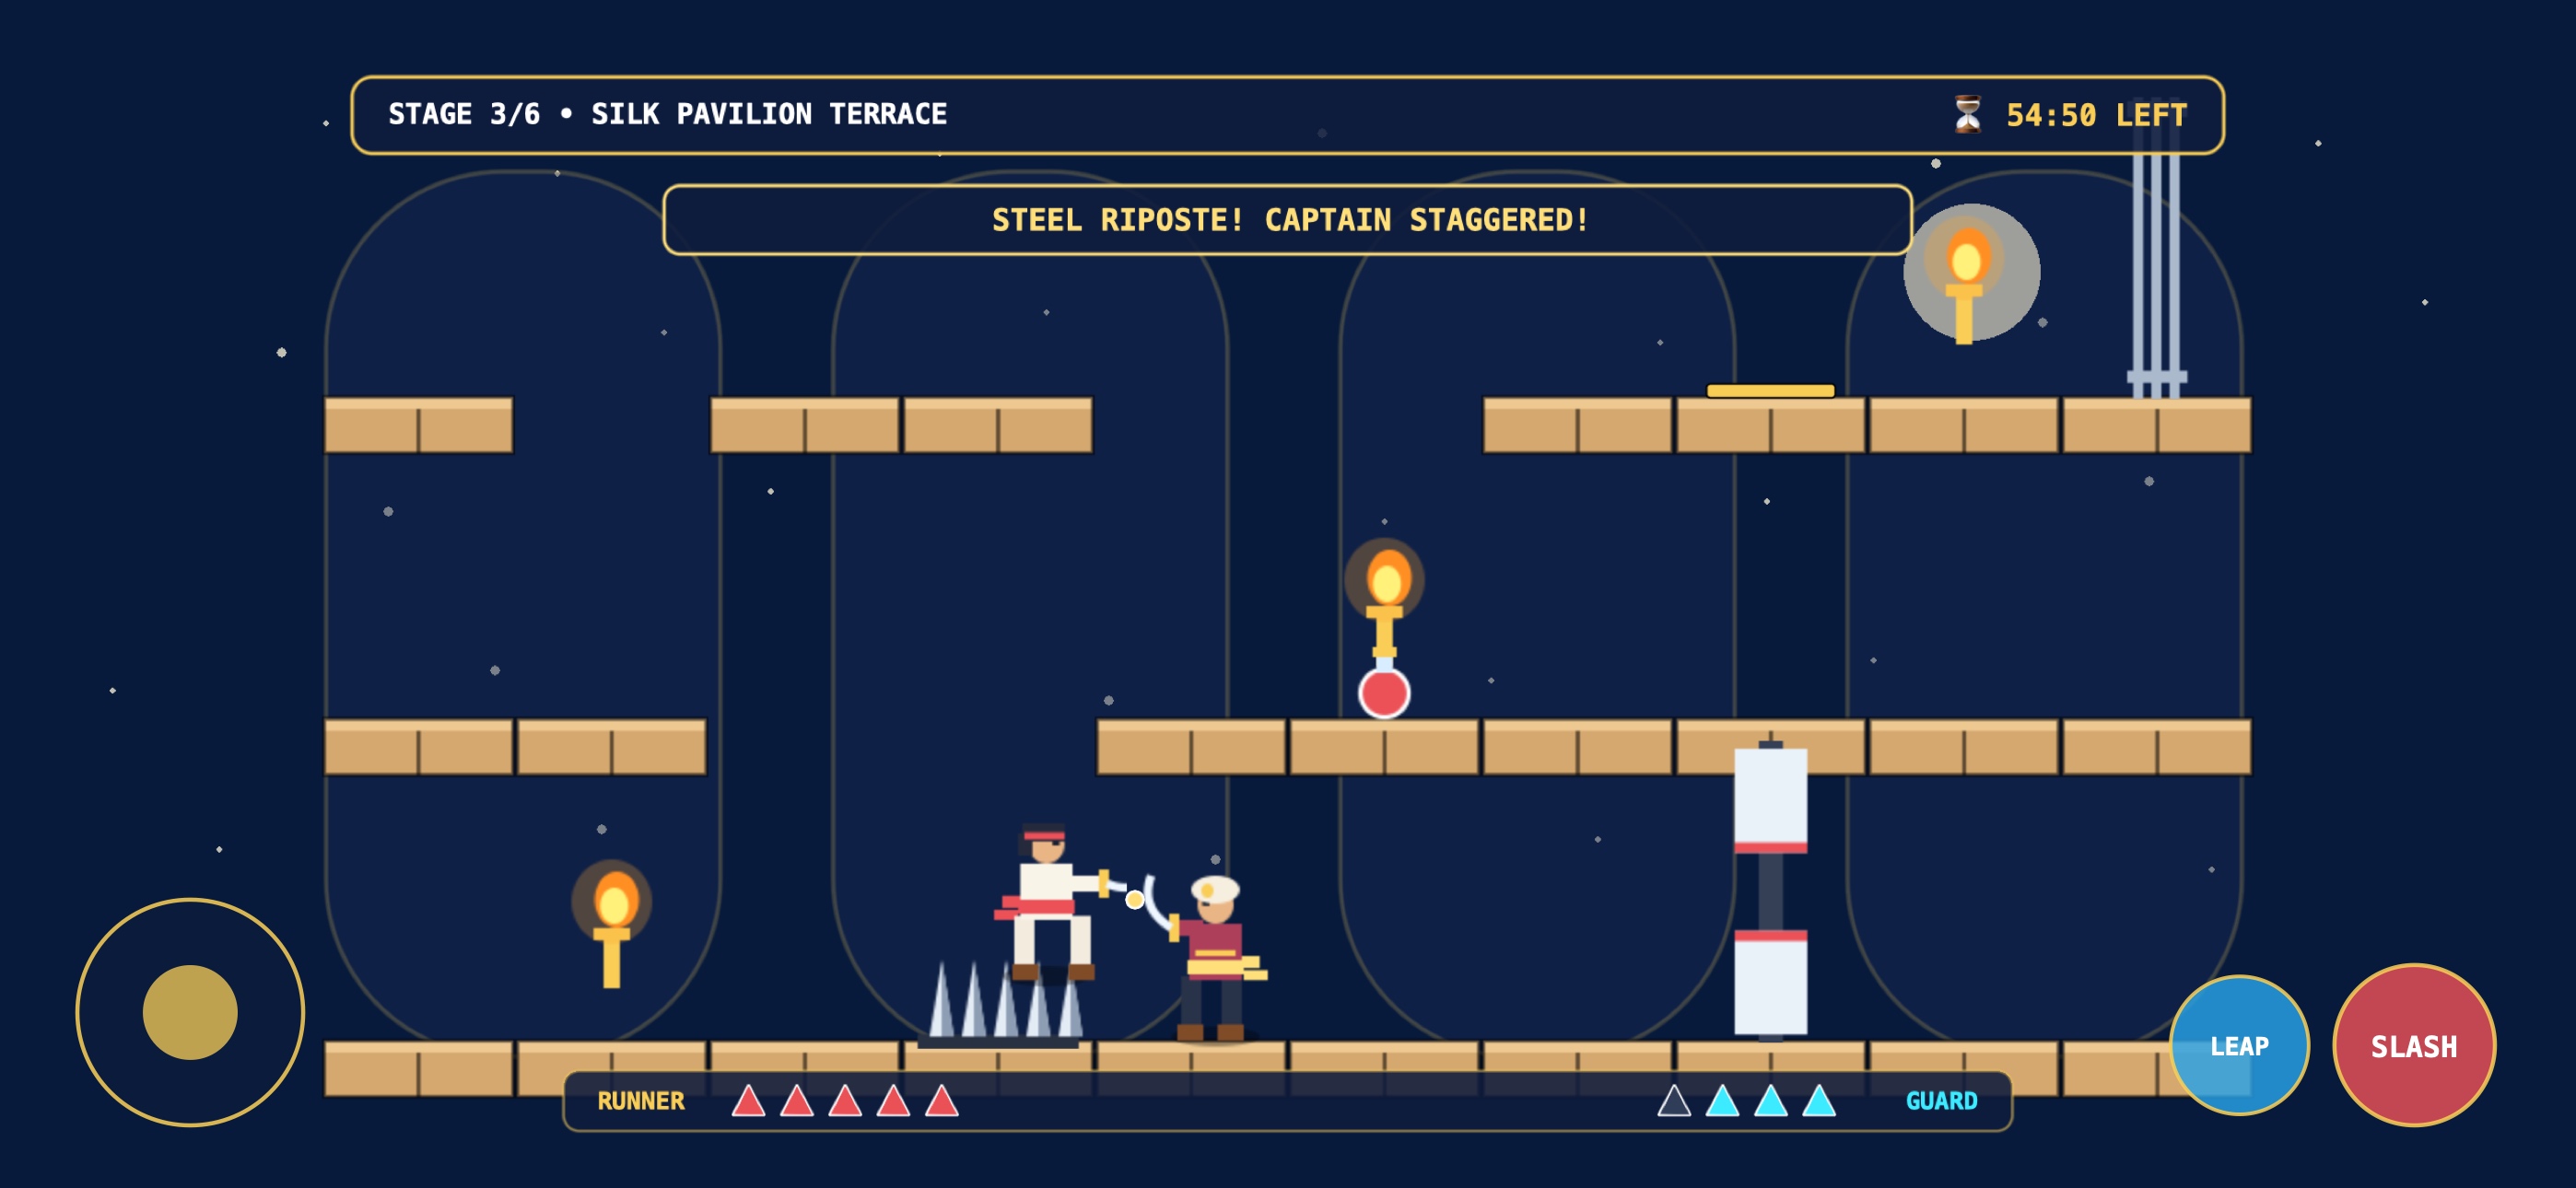 STAGE 3/6 • SILK PAVILION TERRACE
⏳ 54:50 LEFT
STEEL RIPOSTE! CAPTAIN STAGGERED!
LEAP
SLASH
RUNNER
GUARD